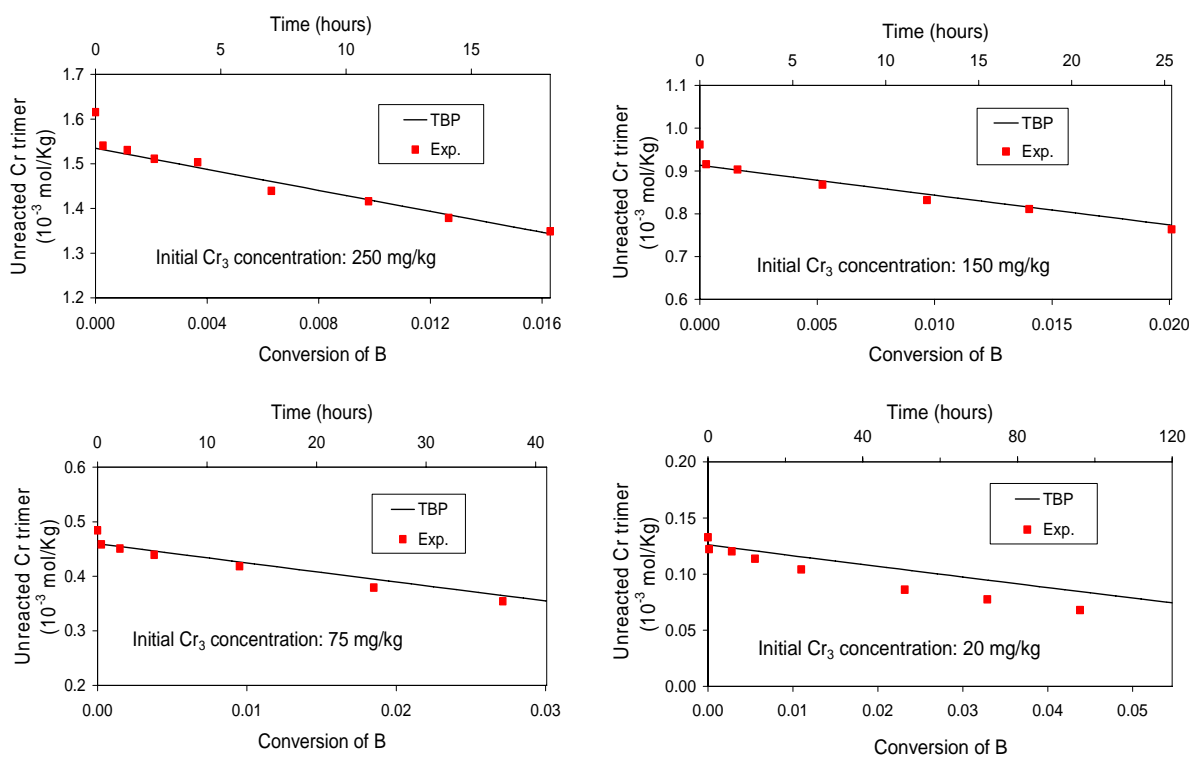 Time (hours)
0 5 10 15
1.7
1.6
1.5
1.4
1.3
1.2
Unreacted Cr trimer
(10⁻³ mol/Kg)
TBP
Exp.
Initial Cr₃ concentration: 250 mg/kg
0.000 0.004 0.008 0.012 0.016
Conversion of B
Time (hours)
0 5 10 15 20 25
1.1
1.0
0.9
0.8
0.7
0.6
Unreacted Cr trimer
(10⁻³ mol/Kg)
TBP
Exp.
Initial Cr₃ concentration: 150 mg/kg
0.000 0.005 0.010 0.015 0.020
Conversion of B
Time (hours)
0 10 20 30 40
0.6
0.5
0.4
0.3
0.2
Unreacted Cr trimer
(10⁻³ mol/Kg)
TBP
Exp.
Initial Cr₃ concentration: 75 mg/kg
0.00 0.01 0.02 0.03
Conversion of B
Time (hours)
0 40 80 120
0.20
0.15
0.10
0.05
0.00
Unreacted Cr trimer
(10⁻³ mol/Kg)
TBP
Exp.
Initial Cr₃ concentration: 20 mg/kg
0.00 0.01 0.02 0.03 0.04 0.05
Conversion of B